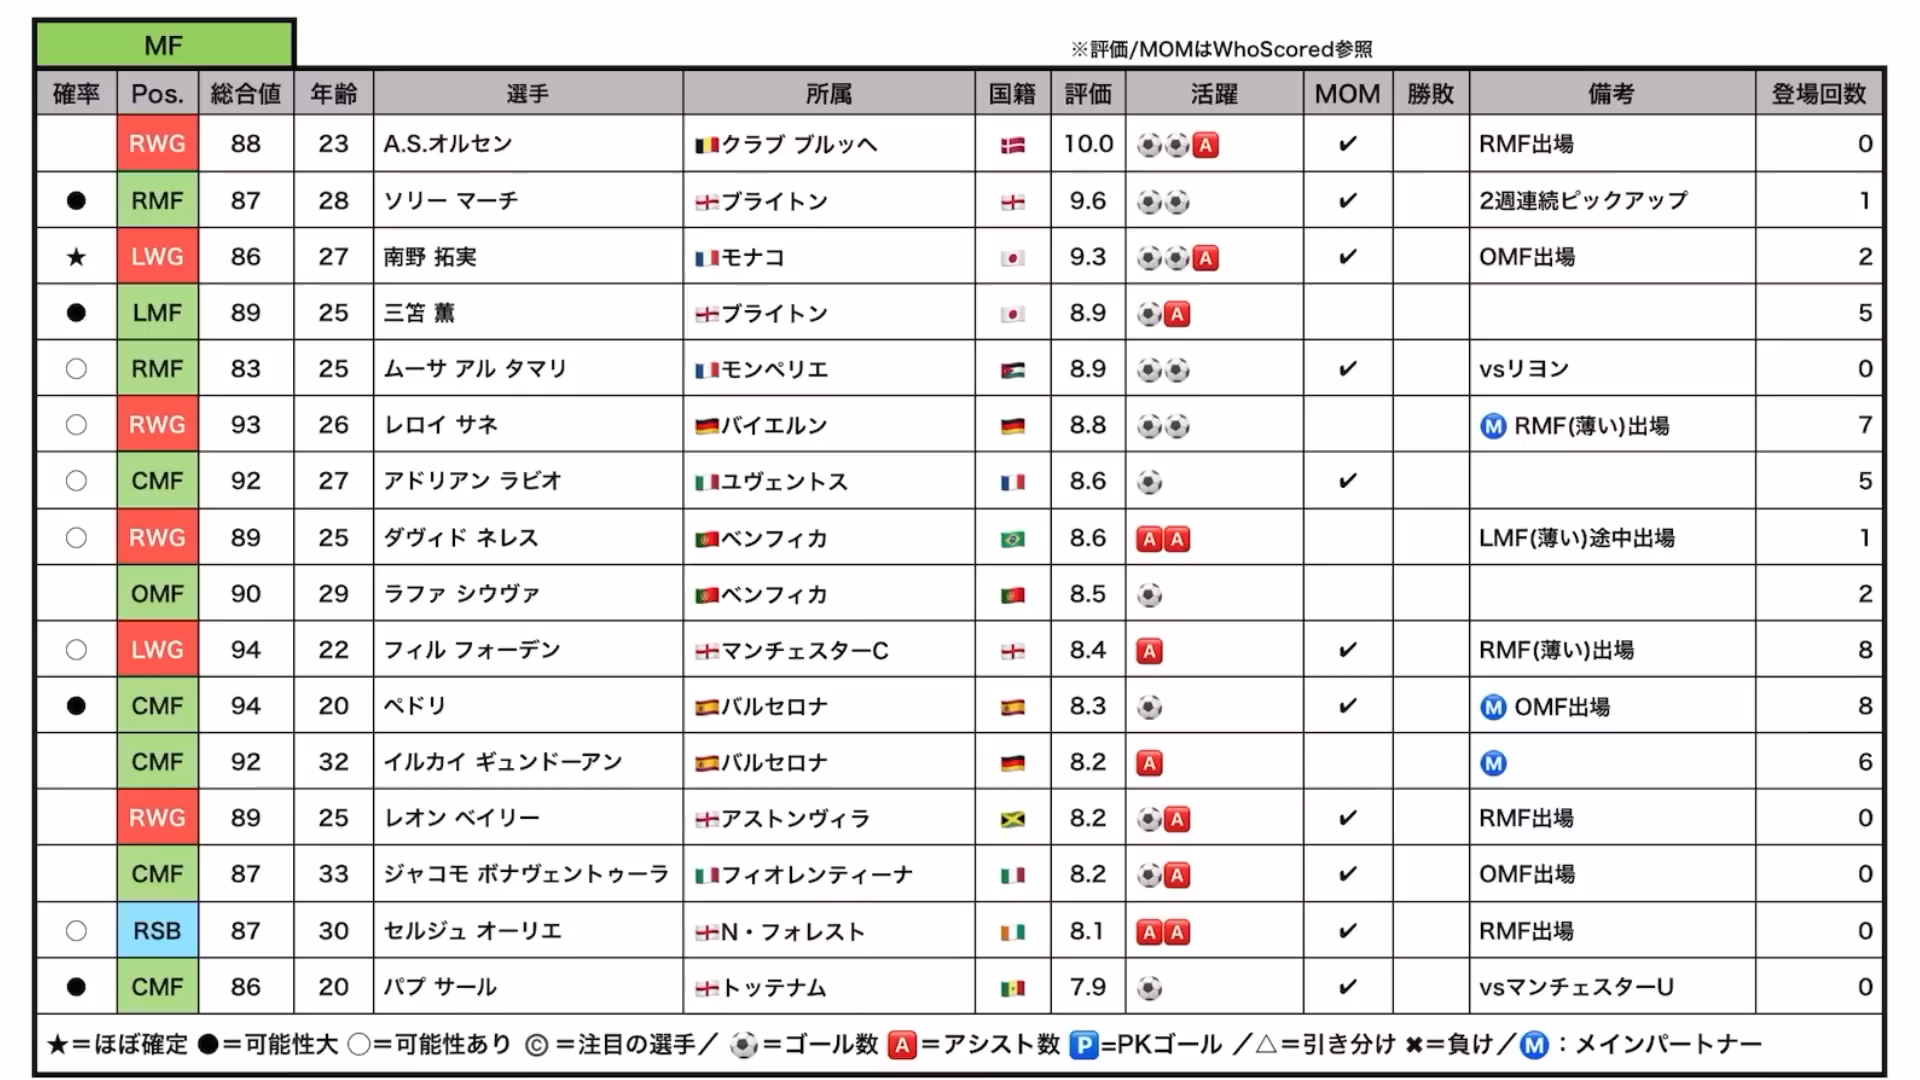 MF
※評価/MOMはWhoScored参照
確率 Pos. 総合値 年齢 選手 所属 国籍 評価 活躍 MOM 勝敗 備考 登場回数
RWG 88 23 A.S.オルセン 🇧🇪クラブ ブルッヘ 🇩🇰 10.0 ⚽⚽🅰 ✔ RMF出場 0
● RMF 87 28 ソリー マーチ 🏴󠁧󠁢󠁥󠁮󠁧󠁿ブライトン 🏴󠁧󠁢󠁥󠁮󠁧󠁿 9.6 ⚽⚽ ✔ 2週連続ピックアップ 1
★ LWG 86 27 南野 拓実 🇫🇷モナコ 🇯🇵 9.3 ⚽⚽🅰 ✔ OMF出場 2
● LMF 89 25 三笘 薫 🏴󠁧󠁢󠁥󠁮󠁧󠁿ブライトン 🇯🇵 8.9 ⚽🅰 5
○ RMF 83 25 ムーサ アル タマリ 🇫🇷モンペリエ 🇯🇴 8.9 ⚽⚽ ✔ vsリヨン 0
○ RWG 93 26 レロイ サネ 🇩🇪バイエルン 🇩🇪 8.8 ⚽⚽ Ⓜ RMF(薄い)出場 7
○ CMF 92 27 アドリアン ラビオ 🇮🇹ユヴェントス 🇫🇷 8.6 ⚽ ✔ 5
○ RWG 89 25 ダヴィド ネレス 🇵🇹ベンフィカ 🇧🇷 8.6 🅰🅰 LMF(薄い)途中出場 1
OMF 90 29 ラファ シウヴァ 🇵🇹ベンフィカ 🇵🇹 8.5 ⚽ 2
○ LWG 94 22 フィル フォーデン 🏴󠁧󠁢󠁥󠁮󠁧󠁿マンチェスターC 🏴󠁧󠁢󠁥󠁮󠁧󠁿 8.4 🅰 ✔ RMF(薄い)出場 8
● CMF 94 20 ペドリ 🇪🇸バルセロナ 🇪🇸 8.3 ⚽ ✔ Ⓜ OMF出場 8
CMF 92 32 イルカイ ギュンドーアン 🇪🇸バルセロナ 🇩🇪 8.2 🅰 Ⓜ 6
RWG 89 25 レオン ベイリー 🏴󠁧󠁢󠁥󠁮󠁧󠁿アストンヴィラ 🇯🇲 8.2 ⚽🅰 ✔ RMF出場 0
CMF 87 33 ジャコモ ボナヴェントゥーラ 🇮🇹フィオレンティーナ 🇮🇹 8.2 ⚽🅰 ✔ OMF出場 0
○ RSB 87 30 セルジュ オーリエ 🏴󠁧󠁢󠁥󠁮󠁧󠁿N・フォレスト 🇨🇮 8.1 🅰🅰 ✔ RMF出場 0
● CMF 86 20 パプ サール 🏴󠁧󠁢󠁥󠁮󠁧󠁿トッテナム 🇸🇳 7.9 ⚽ ✔ vsマンチェスターU 0
★＝ほぼ確定 ●＝可能性大 ○＝可能性あり ©＝注目の選手／ ⚽＝ゴール数 🅰＝アシスト数 🅿=PKゴール ／△＝引き分け ✖＝負け／Ⓜ：メインパートナー